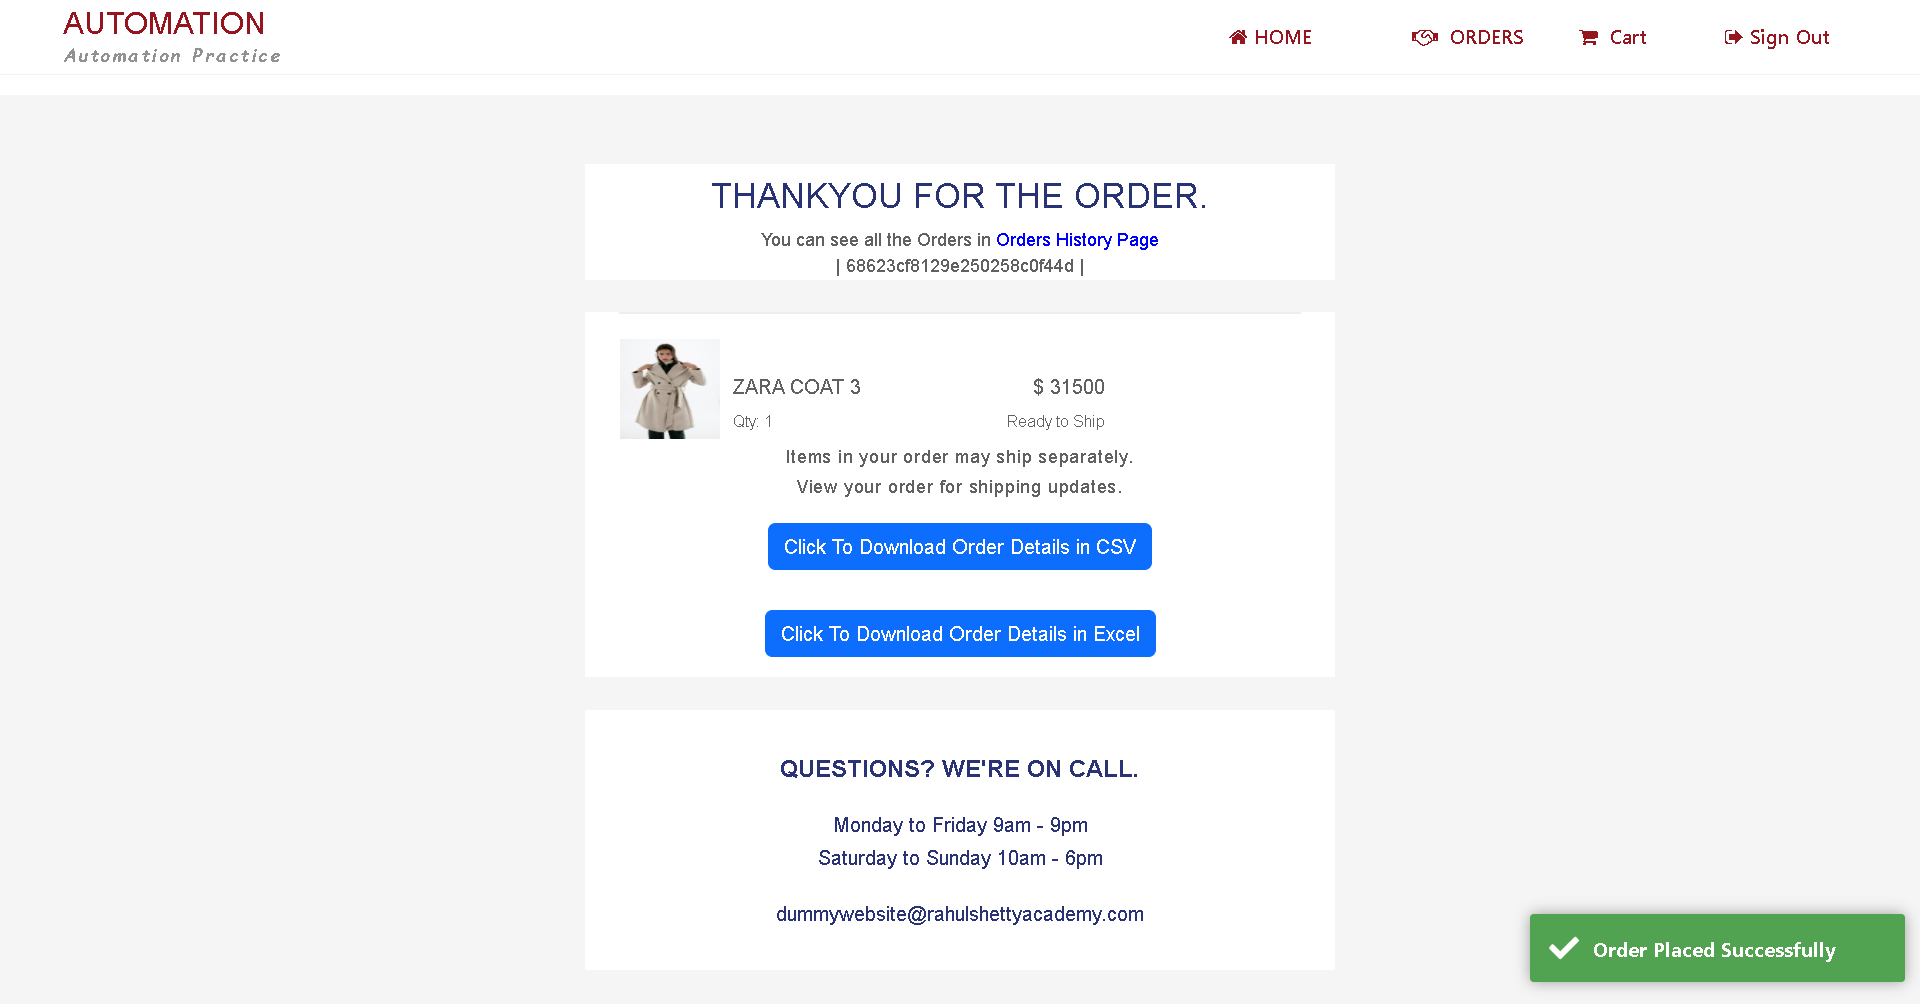 AUTOMATION
Automation Practice
HOME
ORDERS
Cart
Sign Out
THANKYOU FOR THE ORDER.
You can see all the Orders in Orders History Page
| 68623cf8129e250258c0f44d |
ZARA COAT 3
$ 31500
Qty: 1
Ready to Ship
Items in your order may ship separately.
View your order for shipping updates.
Click To Download Order Details in CSV
Click To Download Order Details in Excel
QUESTIONS? WE'RE ON CALL.
Monday to Friday 9am - 9pm
Saturday to Sunday 10am - 6pm
dummywebsite@rahulshettyacademy.com
Order Placed Successfully